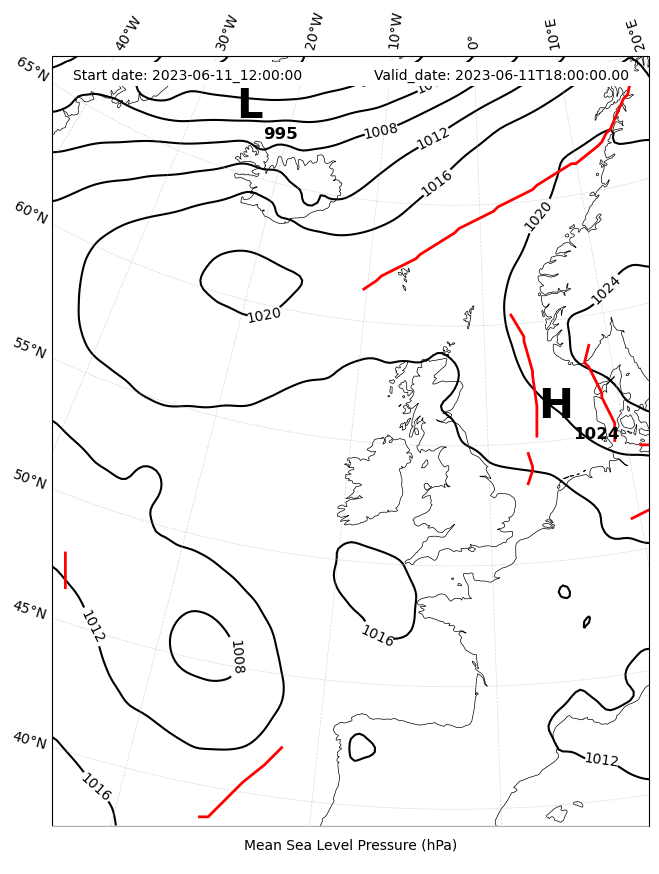 40°W 30°W 20°W 10°W 0° 10°E 20°E
65°N
Start date: 2023-06-11_12:00:00 Valid_date: 2023-06-11T18:00:00.00
L
995
1008
1012
1016
60°N
1020
1024
1020
55°N
H
1024
50°N
1012
45°N
1016
1008
40°N
1012
1016
Mean Sea Level Pressure (hPa)